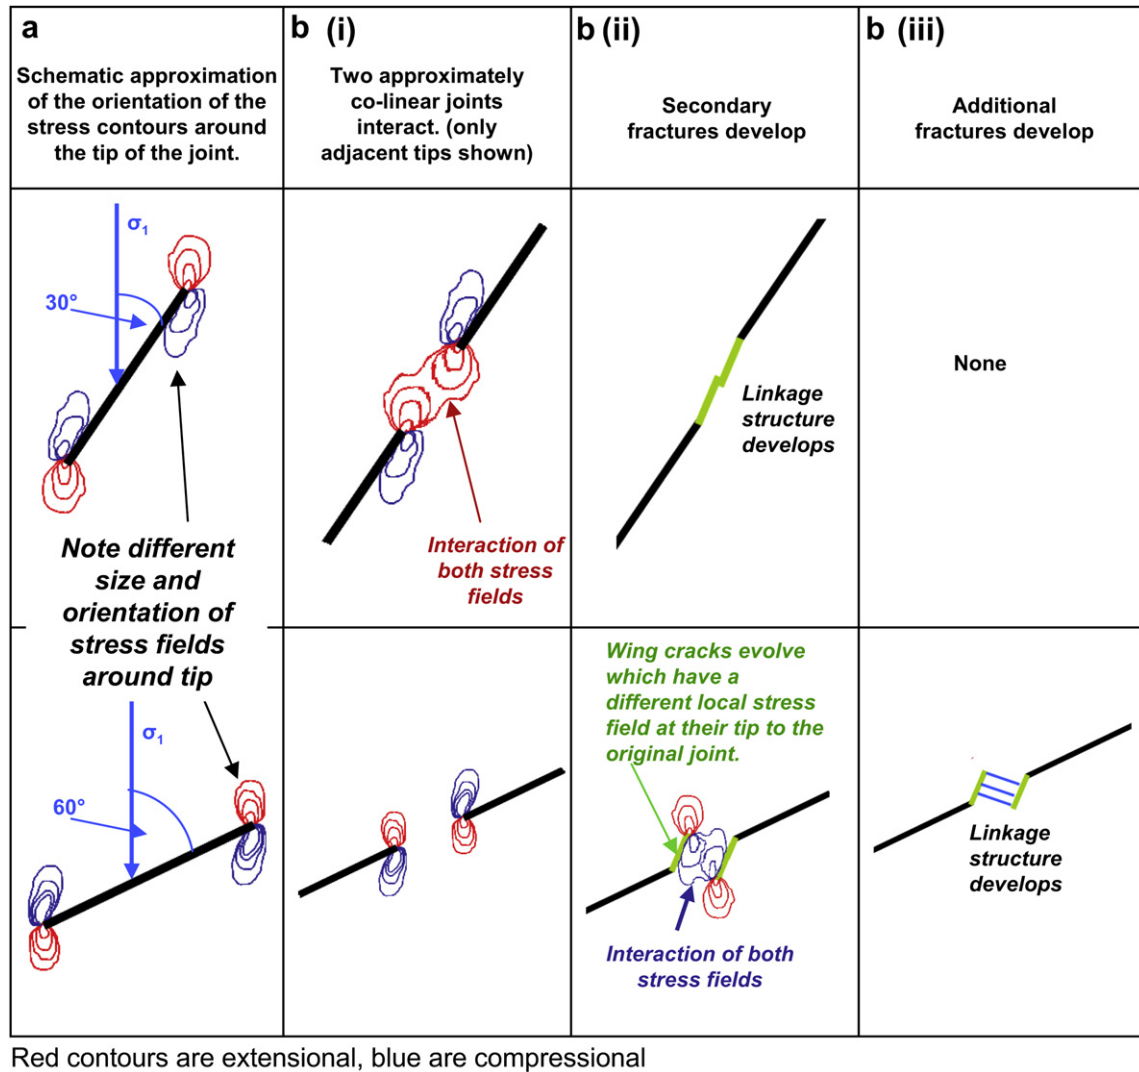 a
Schematic approximation
of the orientation of the
stress contours around
the tip of the joint.
b (i)
Two approximately
co-linear joints
interact. (only
adjacent tips shown)
b (ii)
Secondary
fractures develop
b (iii)
Additional
fractures develop
σ1
30°
Note different
size and
orientation of
stress fields
around tip
Interaction of
both stress
fields
Linkage
structure
develops
None
σ1
60°
Wing cracks evolve
which have a
different local stress
field at their tip to the
original joint.
Interaction of both
stress fields
Linkage
structure
develops
Red contours are extensional, blue are compressional